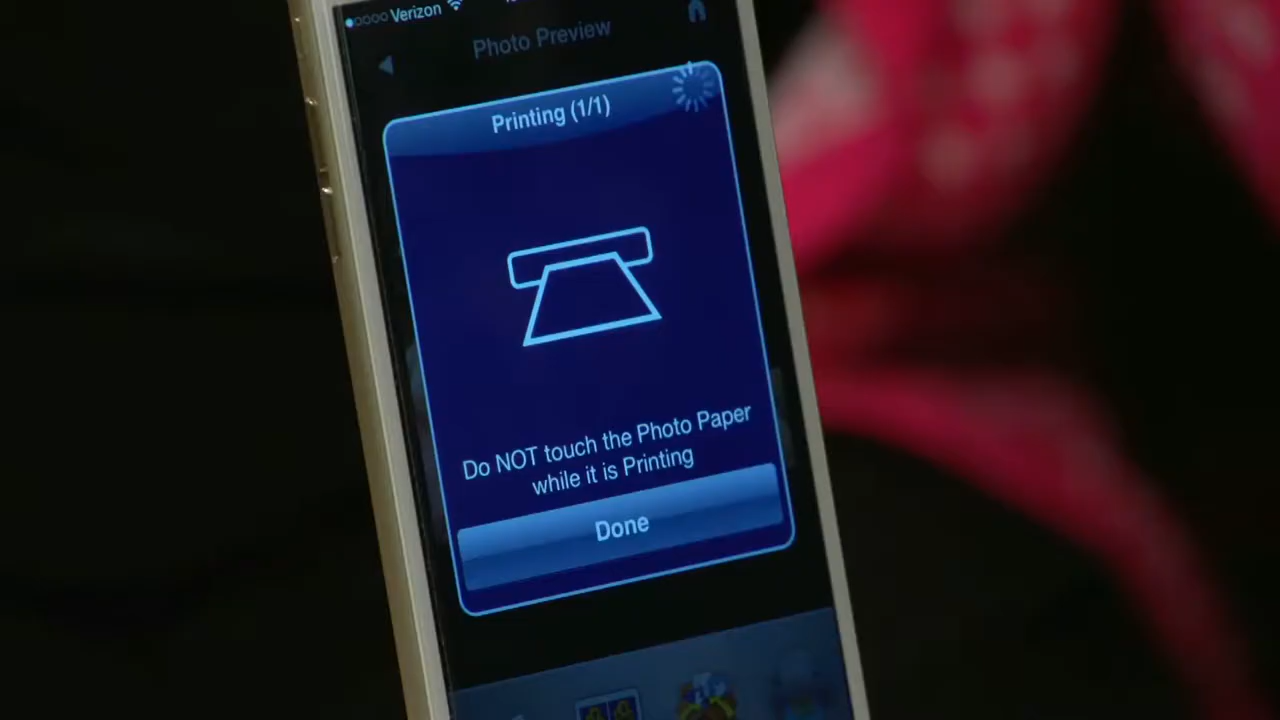 Verizon
Photo Preview
Printing (1/1)
Do NOT touch the Photo Paper
while it is Printing
Done